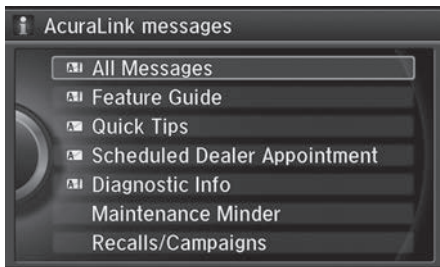 AcuraLink messages
All Messages
Feature Guide
Quick Tips
Scheduled Dealer Appointment
Diagnostic Info
Maintenance Minder
Recalls/Campaigns